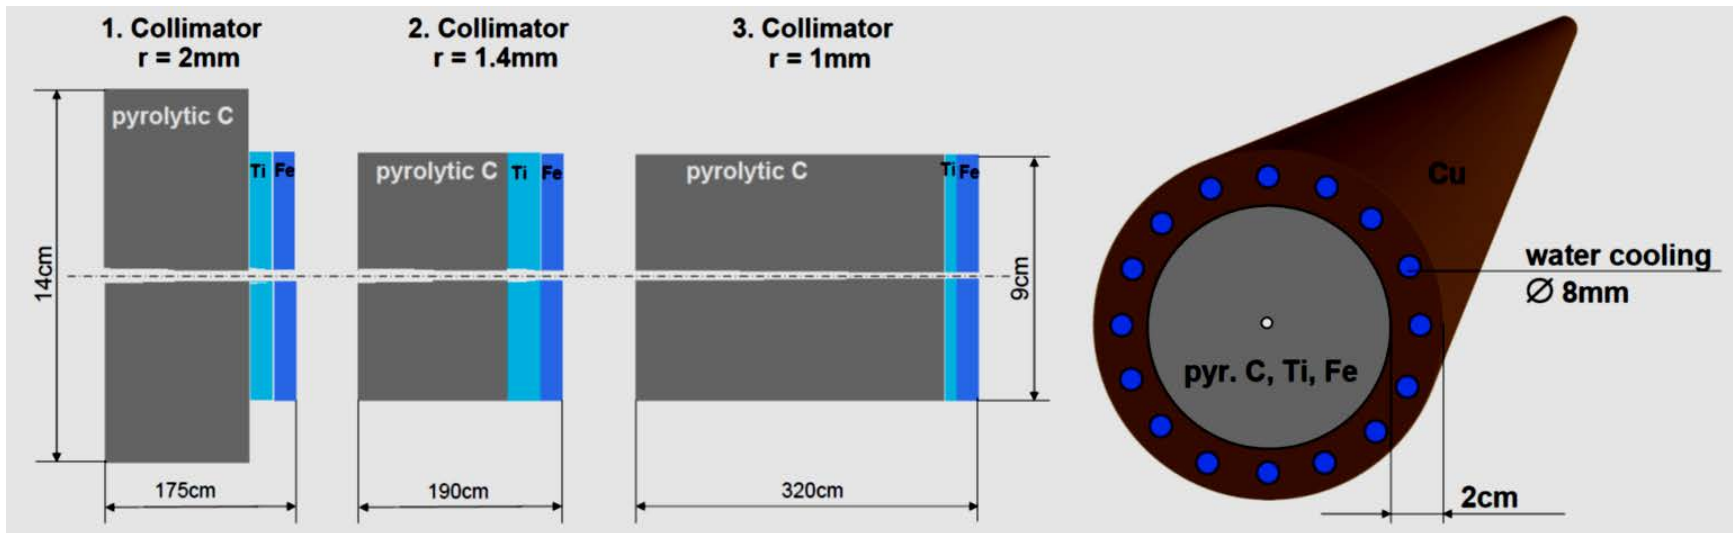 1. Collimator
r = 2mm
2. Collimator
r = 1.4mm
3. Collimator
r = 1mm
pyrolytic C
Ti
Fe
pyrolytic C
Ti
Fe
pyrolytic C
Ti
Fe
14cm
9cm
175cm
190cm
320cm
Cu
water cooling
Ø 8mm
pyr. C, Ti, Fe
2cm